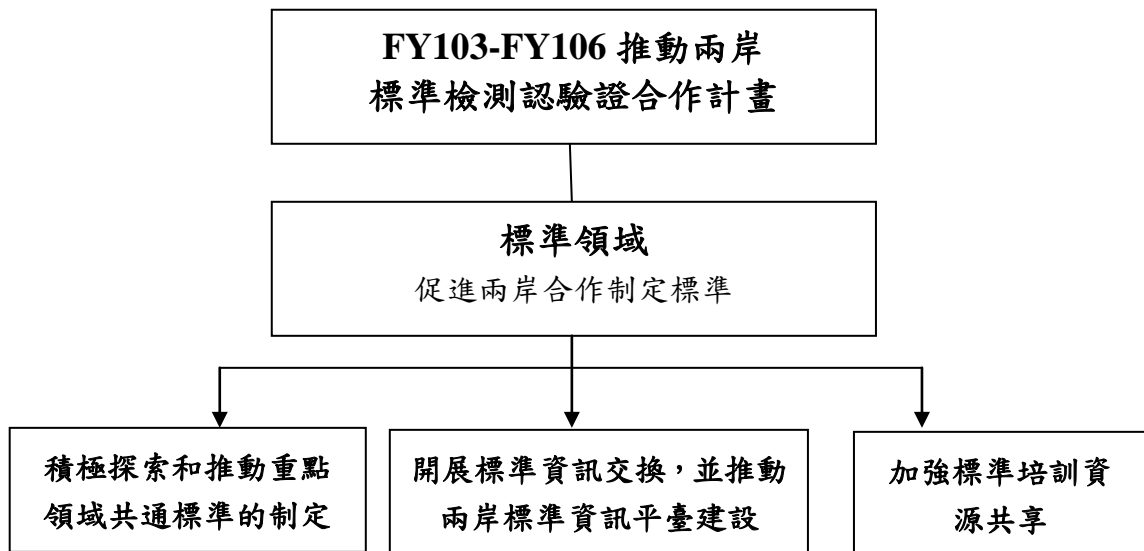 FY103-FY106 推動兩岸
標準檢測認驗證合作計畫
標準領域
促進兩岸合作制定標準
積極探索和推動重點
領域共通標準的制定
開展標準資訊交換，並推動
兩岸標準資訊平臺建設
加強標準培訓資
源共享